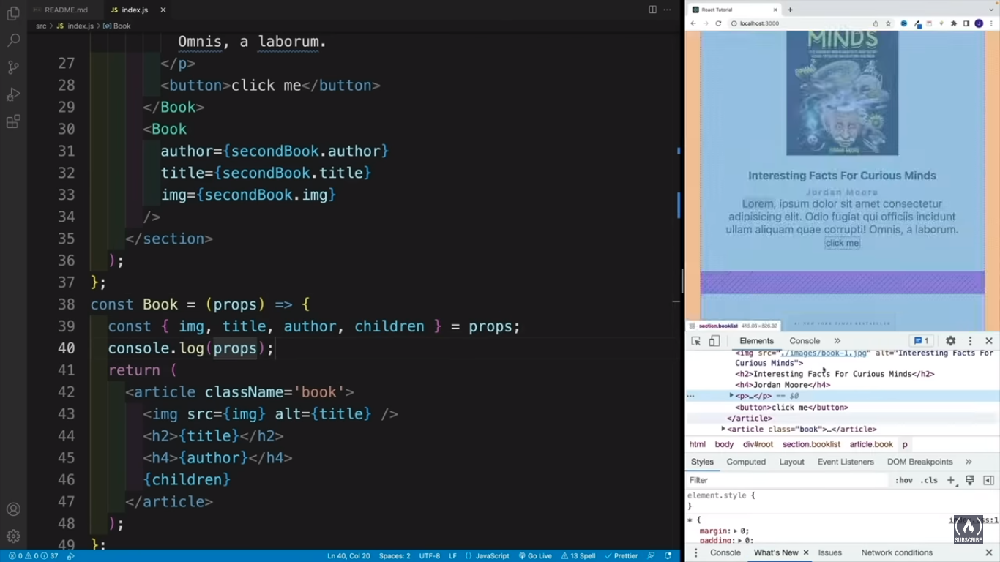 README.md
JS index.js
src > JS index.js > Book
Omnis, a laborum.
27 </p>
28 <button>click me</button>
29 </Book>
30 <Book
31 author={secondBook.author}
32 title={secondBook.title}
33 img={secondBook.img}
34 />
35 </section>
36 );
37 };
38 const Book = (props) => {
39 const { img, title, author, children } = props;
40 console.log(props);
41 return (
42 <article className='book'>
43 <img src={img} alt={title} />
44 <h2>{title}</h2>
45 <h4>{author}</h4>
46 {children}
47 </article>
48 );
49 };
0 0 37
Ln 40, Col 20 Spaces: 2 UTF-8 LF {} JavaScript Go Live 13 Spell Prettier
React Tutorial
localhost:3000
MINDS
JORDAN MOORE
Interesting Facts For Curious Minds
Jordan Moore
Lorem, ipsum dolor sit amet consectetur
adipisicing elit. Odio fugiat qui officiis incidunt
ullam aliquam quae corrupti! Omnis, a laborum.
click me
section.booklist 415.03 × 826.32
Elements Console » 1
<img src="./images/book-1.jpg" alt="Interesting Facts For
Curious Minds">
<h2>Interesting Facts For Curious Minds</h2>
<h4>Jordan Moore</h4>
<p>…</p> == $0
<button>click me</button>
</article>
<article class="book">…</article>
html body div#root section.booklist article.book p
Styles Computed Layout Event Listeners DOM Breakpoints »
Filter :hov .cls +
element.style {
}
* {
margin: 0;
padding: 0;
SUBSCRIBE
Console What's New Issues Network conditions